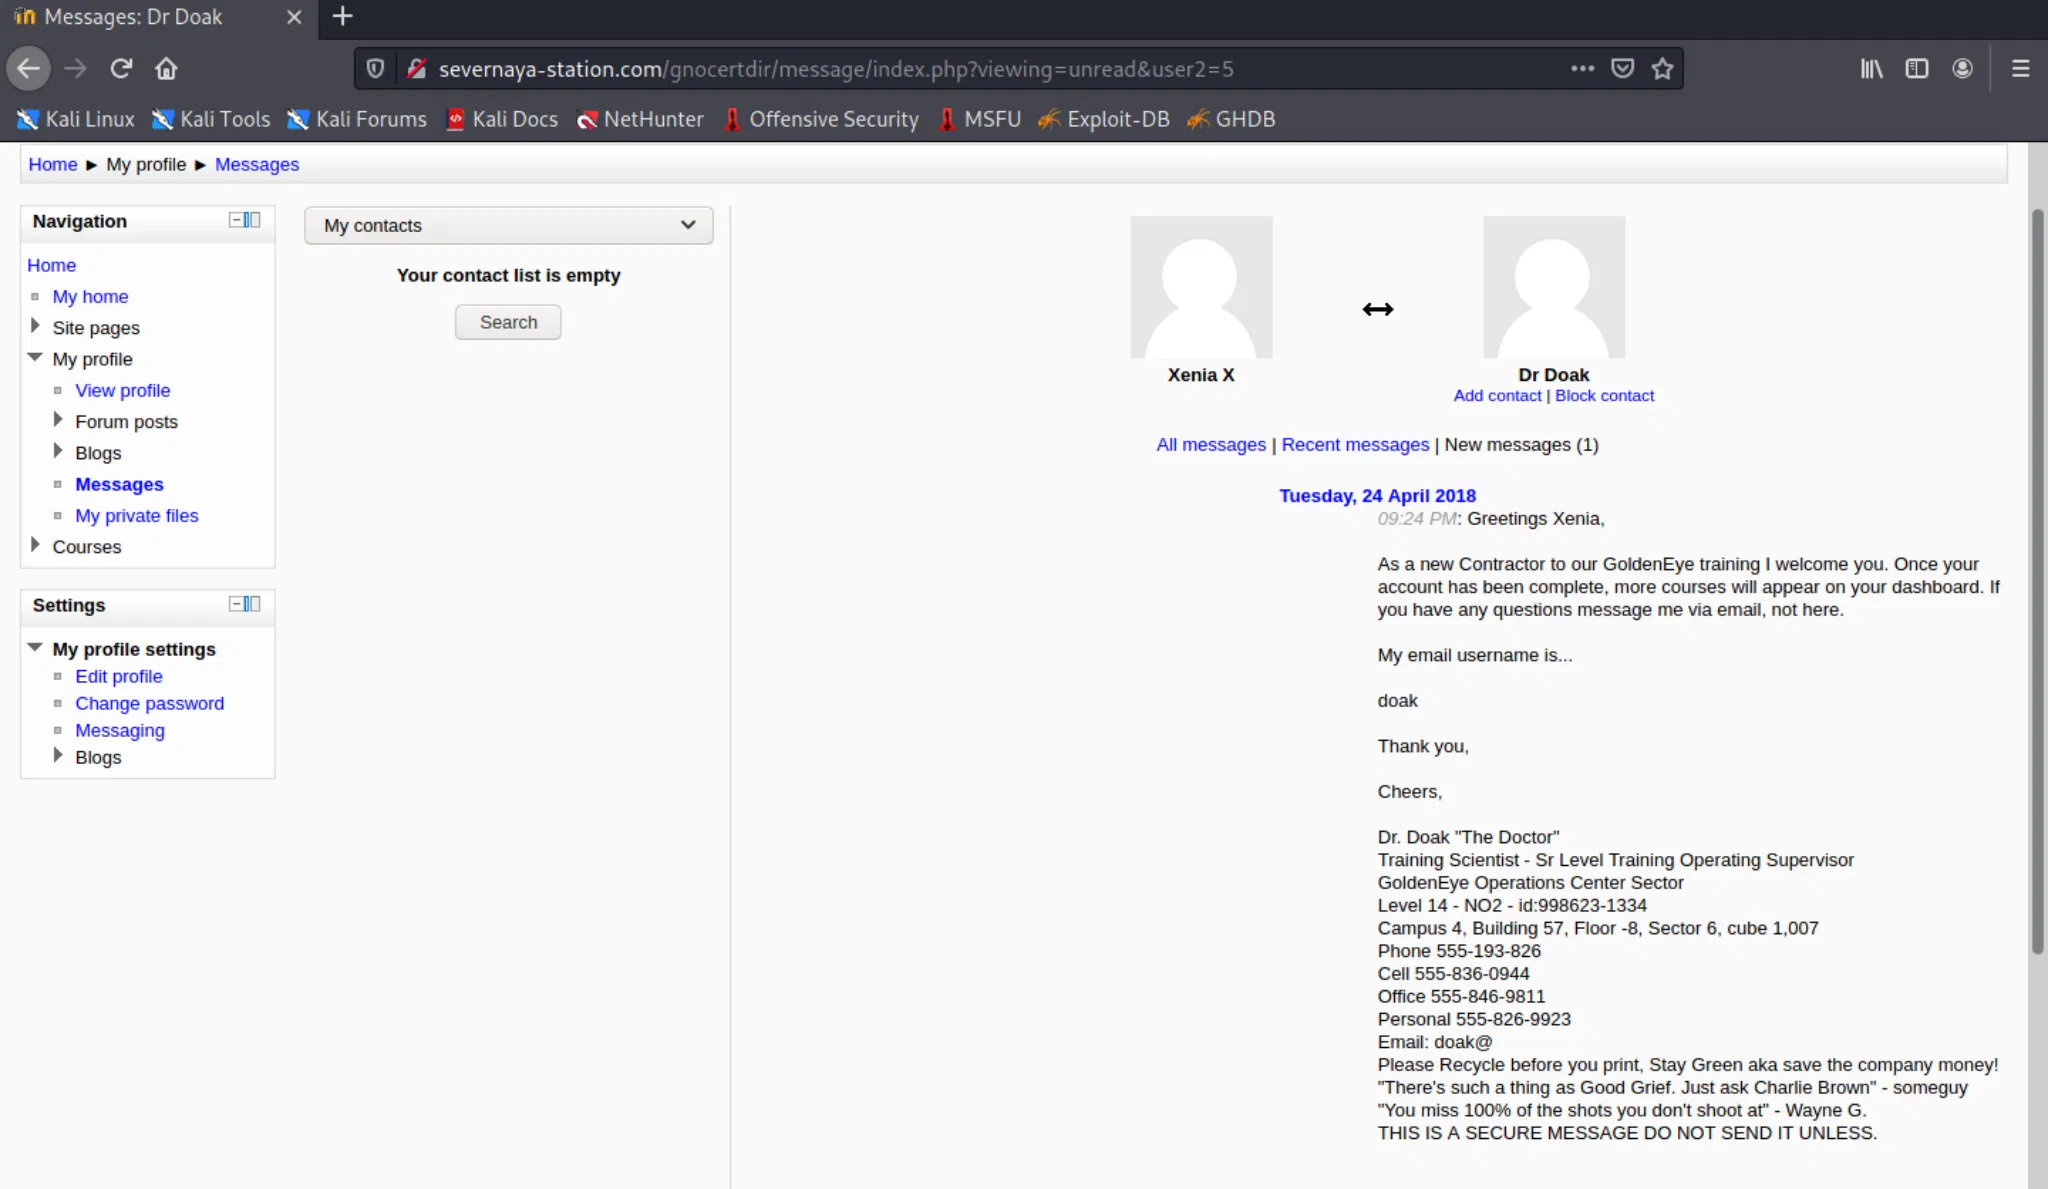 Messages: Dr Doak
severnaya-station.com/gnocertdir/message/index.php?viewing=unread&user2=5
Kali Linux Kali Tools Kali Forums Kali Docs NetHunter Offensive Security MSFU Exploit-DB GHDB
Home ► My profile ► Messages
Navigation
Home
My home
Site pages
My profile
View profile
Forum posts
Blogs
Messages
My private files
Courses
Settings
My profile settings
Edit profile
Change password
Messaging
Blogs
My contacts
Your contact list is empty
Search
Xenia X
Dr Doak
Add contact | Block contact
All messages | Recent messages | New messages (1)
Tuesday, 24 April 2018
09:24 PM: Greetings Xenia,
As a new Contractor to our GoldenEye training I welcome you. Once your
account has been complete, more courses will appear on your dashboard. If
you have any questions message me via email, not here.
My email username is...
doak
Thank you,
Cheers,
Dr. Doak "The Doctor"
Training Scientist - Sr Level Training Operating Supervisor
GoldenEye Operations Center Sector
Level 14 - NO2 - id:998623-1334
Campus 4, Building 57, Floor -8, Sector 6, cube 1,007
Phone 555-193-826
Cell 555-836-0944
Office 555-846-9811
Personal 555-826-9923
Email: doak@
Please Recycle before you print, Stay Green aka save the company money!
"There's such a thing as Good Grief. Just ask Charlie Brown" - someguy
"You miss 100% of the shots you don't shoot at" - Wayne G.
THIS IS A SECURE MESSAGE DO NOT SEND IT UNLESS.